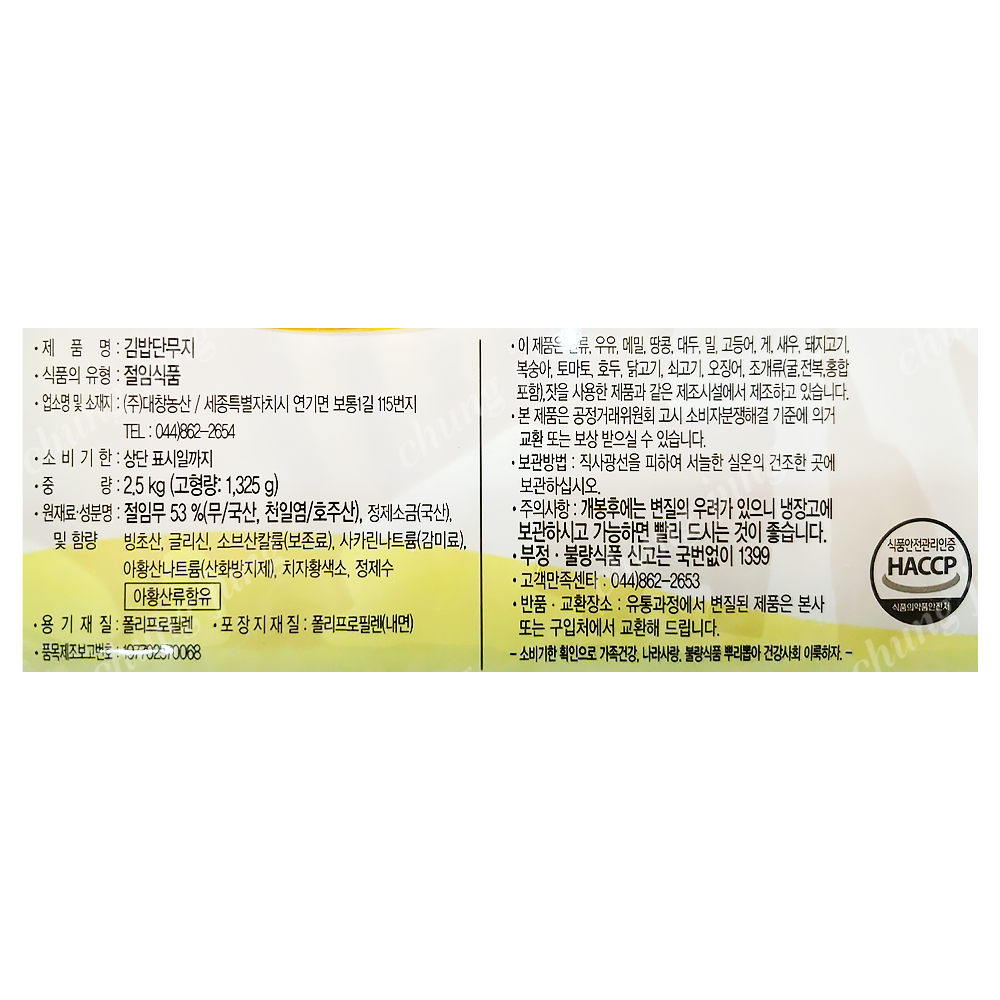 · 제 품 명 : 김밥단무지
· 식품의 유형 : 절임식품
· 업소명 및 소재지 : (주)대창농산 / 세종특별자치시 연기면 보통1길 115번지
TEL : 044)862-2654
· 소 비 기 한 : 상단 표시일까지
· 중 량 : 2.5 kg (고형량: 1,325 g)
· 원재료·성분명 : 절임무 53 %(무/국산, 천일염/호주산), 정제소금(국산),
및 함량 빙초산, 글리신, 소브산칼륨(보존료), 사카린나트륨(감미료),
아황산나트륨(산화방지제), 치자황색소, 정제수
아황산류함유
· 용 기 재 질 : 폴리프로필렌 · 포 장 지 재 질 : 폴리프로필렌(내면)
· 품목제조보고번호 :
· 이 제품은 우유, 메밀, 땅콩, 대두, 밀, 고등어, 게, 새우, 돼지고기,
복숭아, 토마토, 호두, 닭고기, 쇠고기, 오징어, 조개류(굴,전복,홍합
포함),잣을 사용한 제품과 같은 제조시설에서 제조하고 있습니다.
· 본 제품은 공정거래위원회 고시 소비자분쟁해결 기준에 의거
교환 또는 보상 받으실 수 있습니다.
· 보관방법 : 직사광선을 피하여 서늘한 실온의 건조한 곳에
보관하십시오.
· 주의사항 : 개봉후에는 변질의 우려가 있으니 냉장고에
보관하시고 가능하면 빨리 드시는 것이 좋습니다.
· 부정 · 불량식품 신고는 국번없이 1399
· 고객만족센타 : 044)862-2653
· 반품 · 교환장소 : 유통과정에서 변질된 제품은 본사
또는 구입처에서 교환해 드립니다.
- 소비기한 확인으로 가족건강, 나라사랑. 불량식품 뿌리뽑아 건강사회 이룩하자. -
식품안전관리인증
HACCP
식품의약품안전처
chung
chung
chung
chung
chung